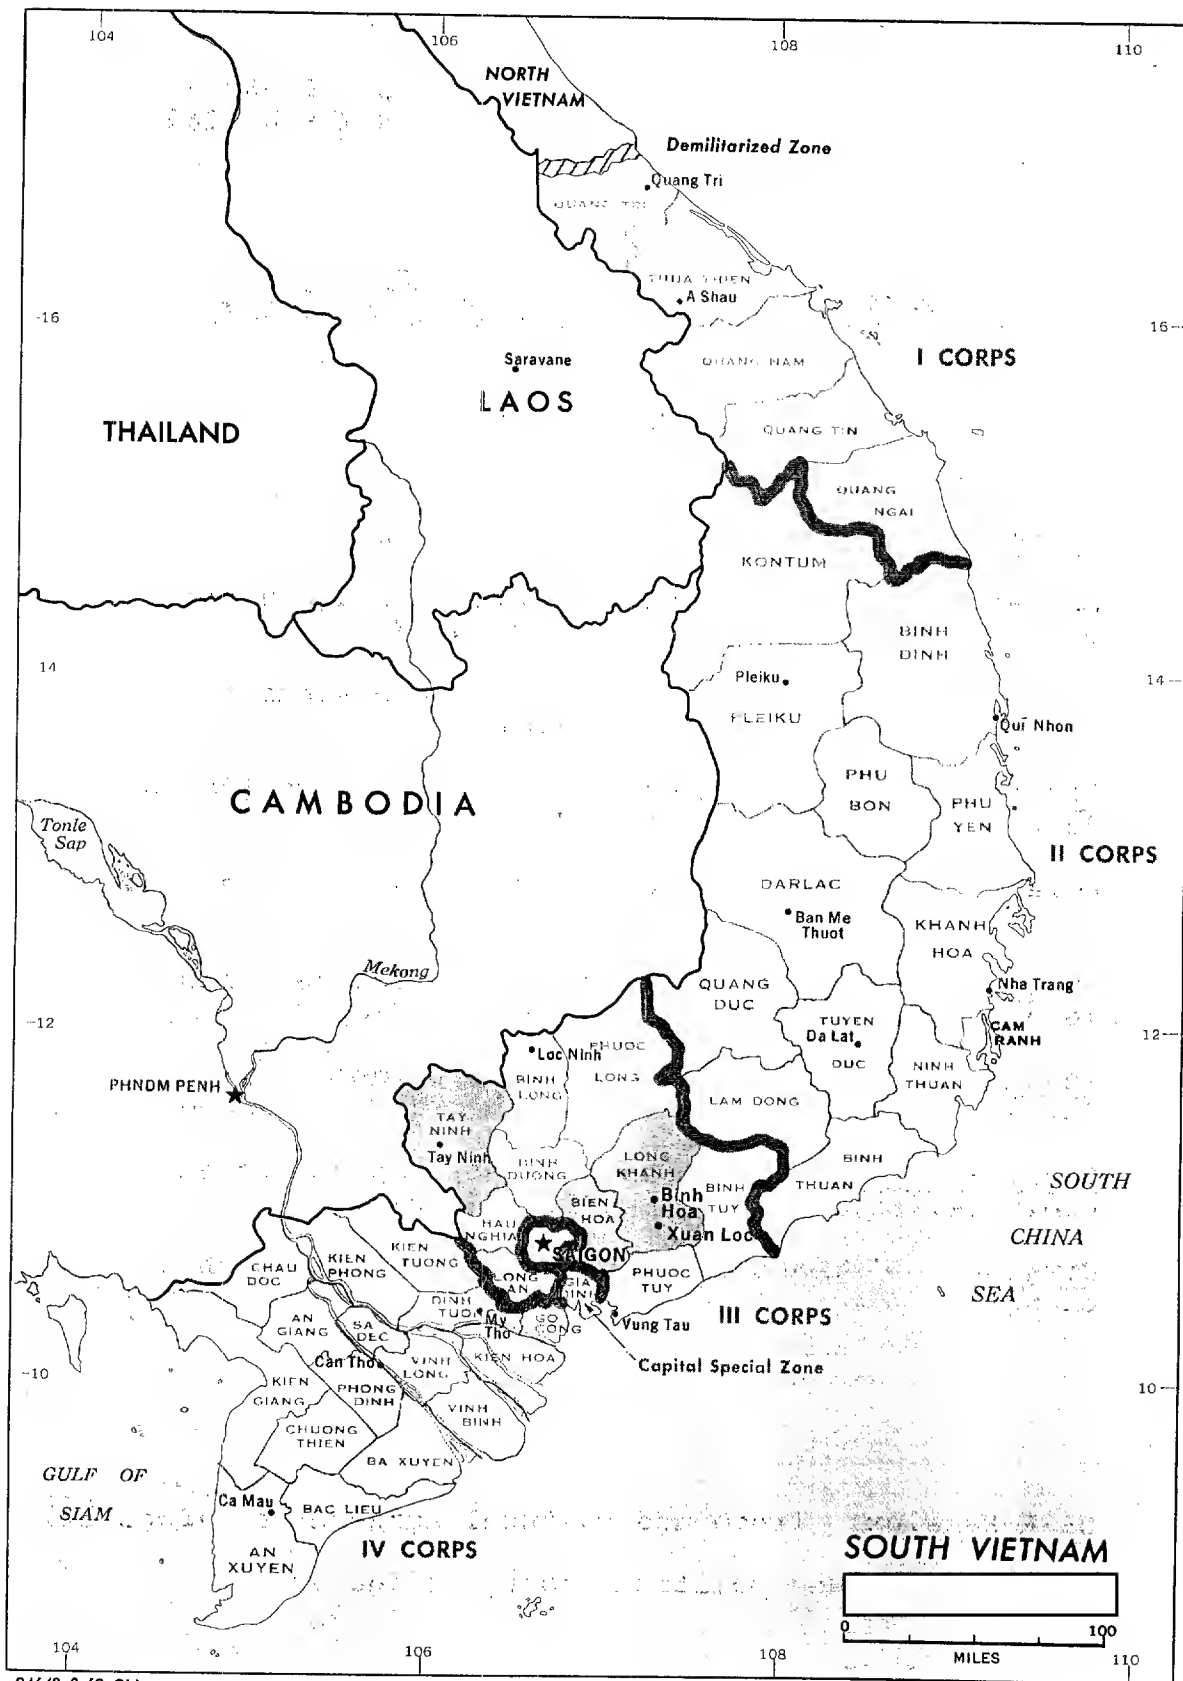 104
106
108
110
NORTH
VIETNAM
Demilitarized Zone
Quang Tri
QUANG TRI
THUA THIEN
A Shau
-16
16-
I CORPS
QUANG NAM
Saravane
LAOS
THAILAND
QUANG TIN
QUANG
NGAI
KONTUM
BINH
DINH
14
14-
Pleiku
PLEIKU
Qui Nhon
PHU
BON
CAMBODIA
PHU
YEN
Tonle
Sap
II CORPS
DARLAC
Ban Me
Thuot
KHANH
HOA
Mekong
QUANG
DUC
Nha Trang
-12
12-
TUYEN
Da Lat
DUC
CAM
RANH
Loc Ninh
PHUOC
LONG
BINH
LONG
NINH
THUAN
PHNDM PENH
LAM DONG
TAY
NINH
Tay Ninh
BINH
DUONG
LONG
KHANH
BINH
THUAN
BINH
TUY
Binh
Hoa
Xuan Loc
BIEN
HOA
SOUTH
CHINA
SEA
HAU
NGHIA
SAIGON
KIEN
TUONG
KIEN
PHONG
CHAU
DOC
LONG
AN
GIA
DINH
PHUOC
TUY
III CORPS
DINH
TUONG
My
Tho
GO
CONG
Vung Tau
AN
GIANG
SA
DEC
Can Tho
VINH
LONG
KIEN HOA
Capital Special Zone
-10
10
KIEN
GIANG
PHONG
DINH
VINH
BINH
CHUONG
THIEN
BA XUYEN
GULF OF
SIAM
Ca Mau
BAC LIEU
AN
XUYEN
IV CORPS
SOUTH VIETNAM
0
100
MILES
104
106
108
110